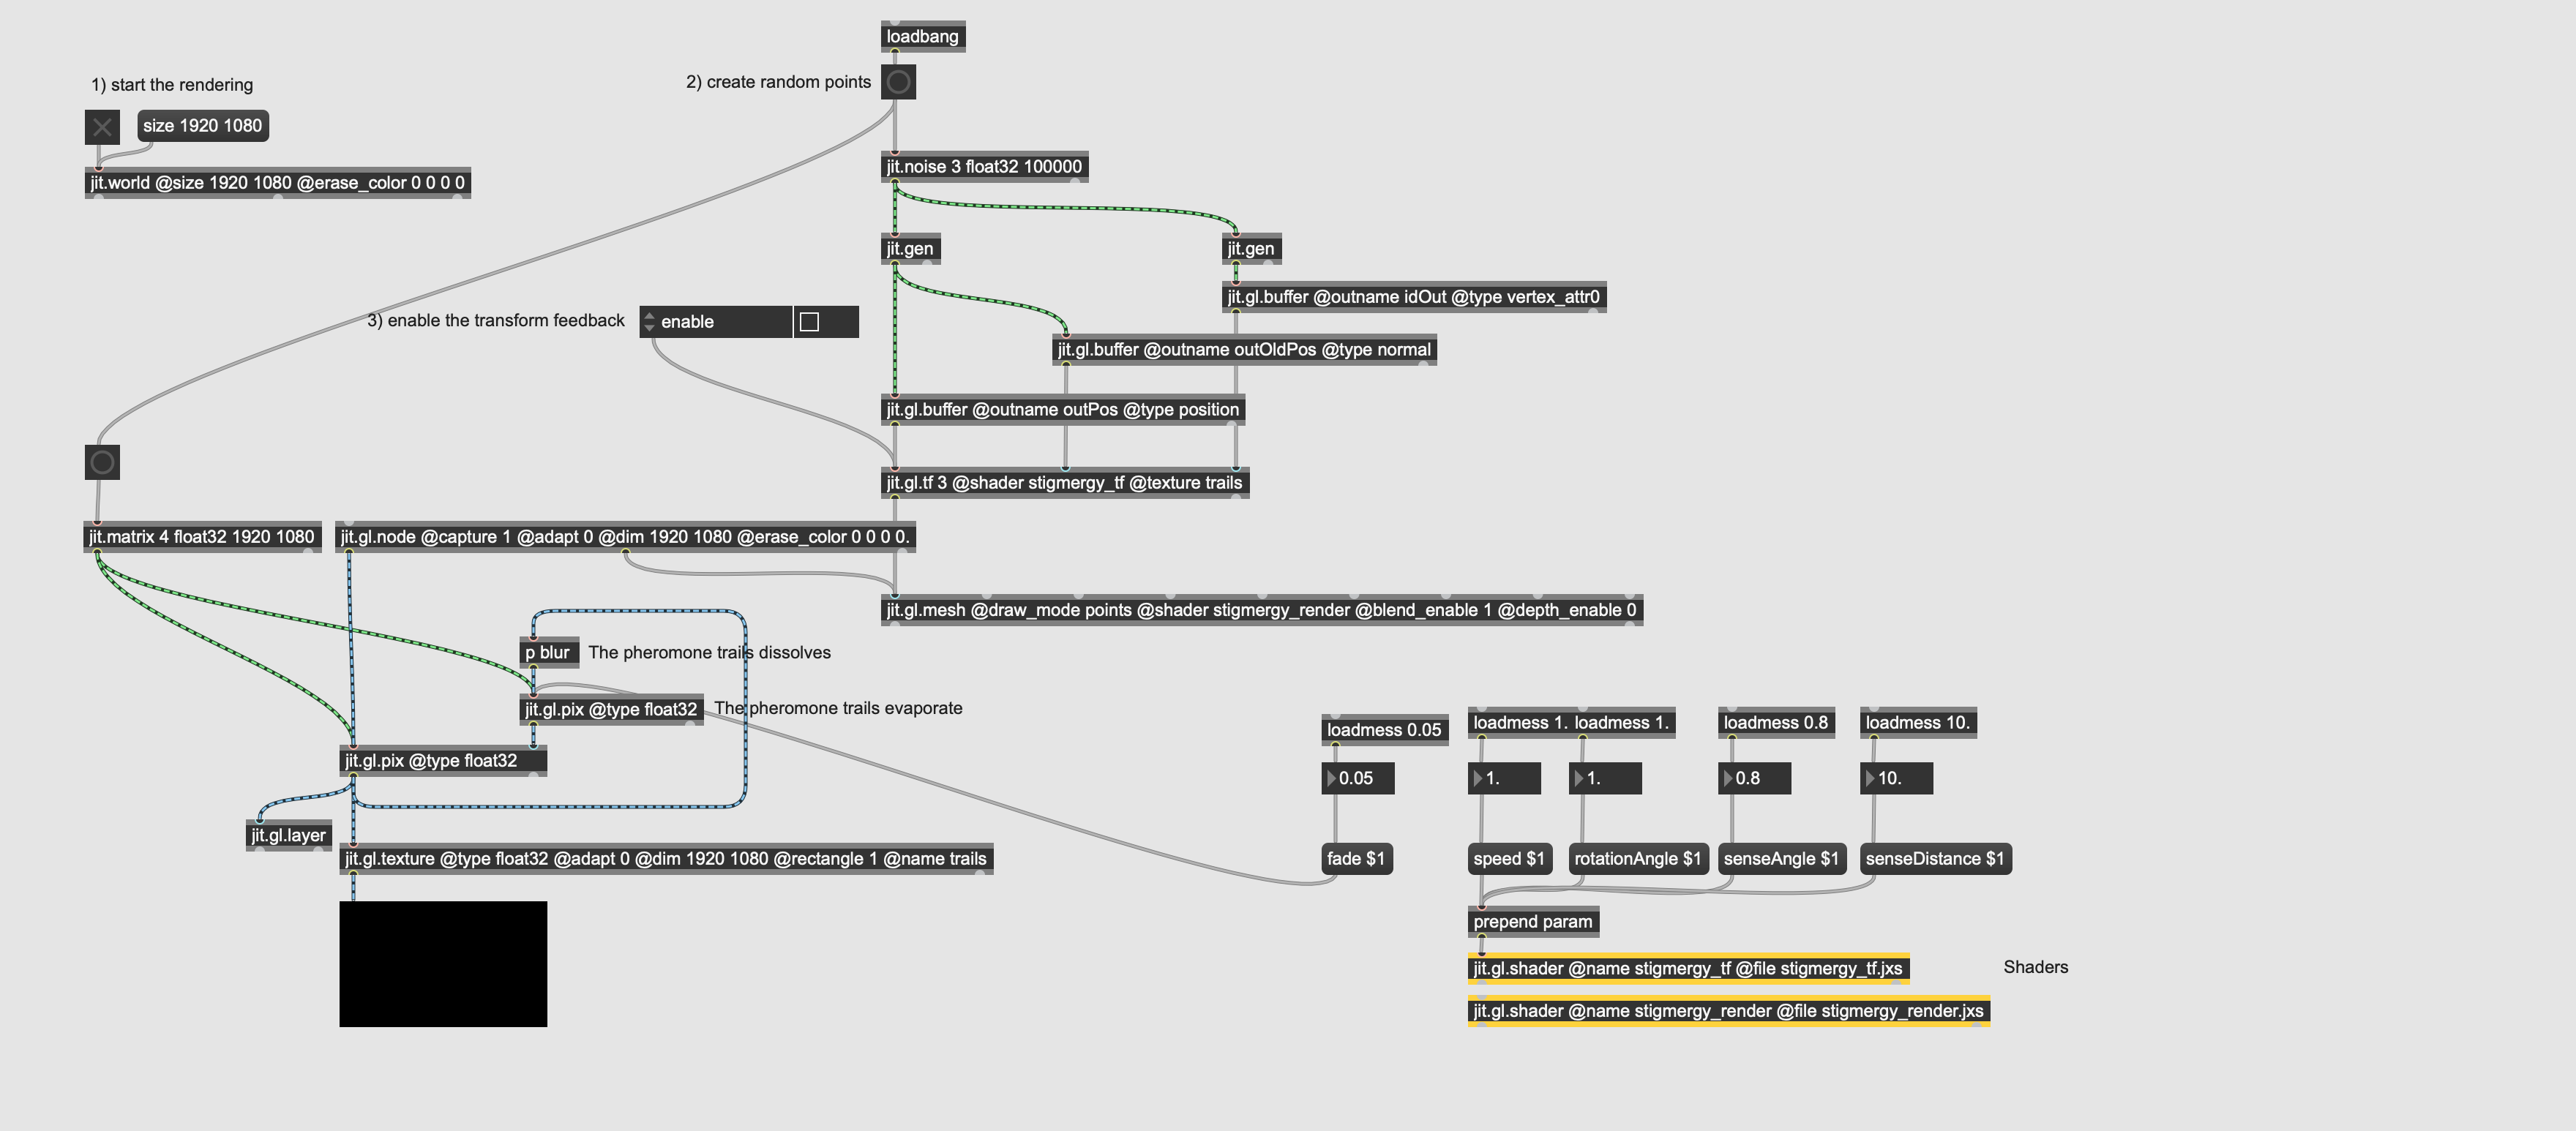 loadbang
1) start the rendering
2) create random points
size 1920 1080
jit.noise 3 float32 100000
jit.world @size 1920 1080 @erase_color 0 0 0 0
jit.gen
jit.gen
jit.gl.buffer @outname idOut @type vertex_attr0
3) enable the transform feedback
enable
jit.gl.buffer @outname outOldPos @type normal
jit.gl.buffer @outname outPos @type position
jit.gl.tf 3 @shader stigmergy_tf @texture trails
jit.matrix 4 float32 1920 1080
jit.gl.node @capture 1 @adapt 0 @dim 1920 1080 @erase_color 0 0 0 0.
jit.gl.mesh @draw_mode points @shader stigmergy_render @blend_enable 1 @depth_enable 0
p blur
The pheromone trails dissolves
jit.gl.pix @type float32
The pheromone trails evaporate
loadmess 0.05
loadmess 1.
loadmess 1.
loadmess 0.8
loadmess 10.
jit.gl.pix @type float32
0.05
1.
1.
0.8
10.
jit.gl.layer
jit.gl.texture @type float32 @adapt 0 @dim 1920 1080 @rectangle 1 @name trails
fade $1
speed $1
rotationAngle $1
senseAngle $1
senseDistance $1
prepend param
jit.gl.shader @name stigmergy_tf @file stigmergy_tf.jxs
Shaders
jit.gl.shader @name stigmergy_render @file stigmergy_render.jxs